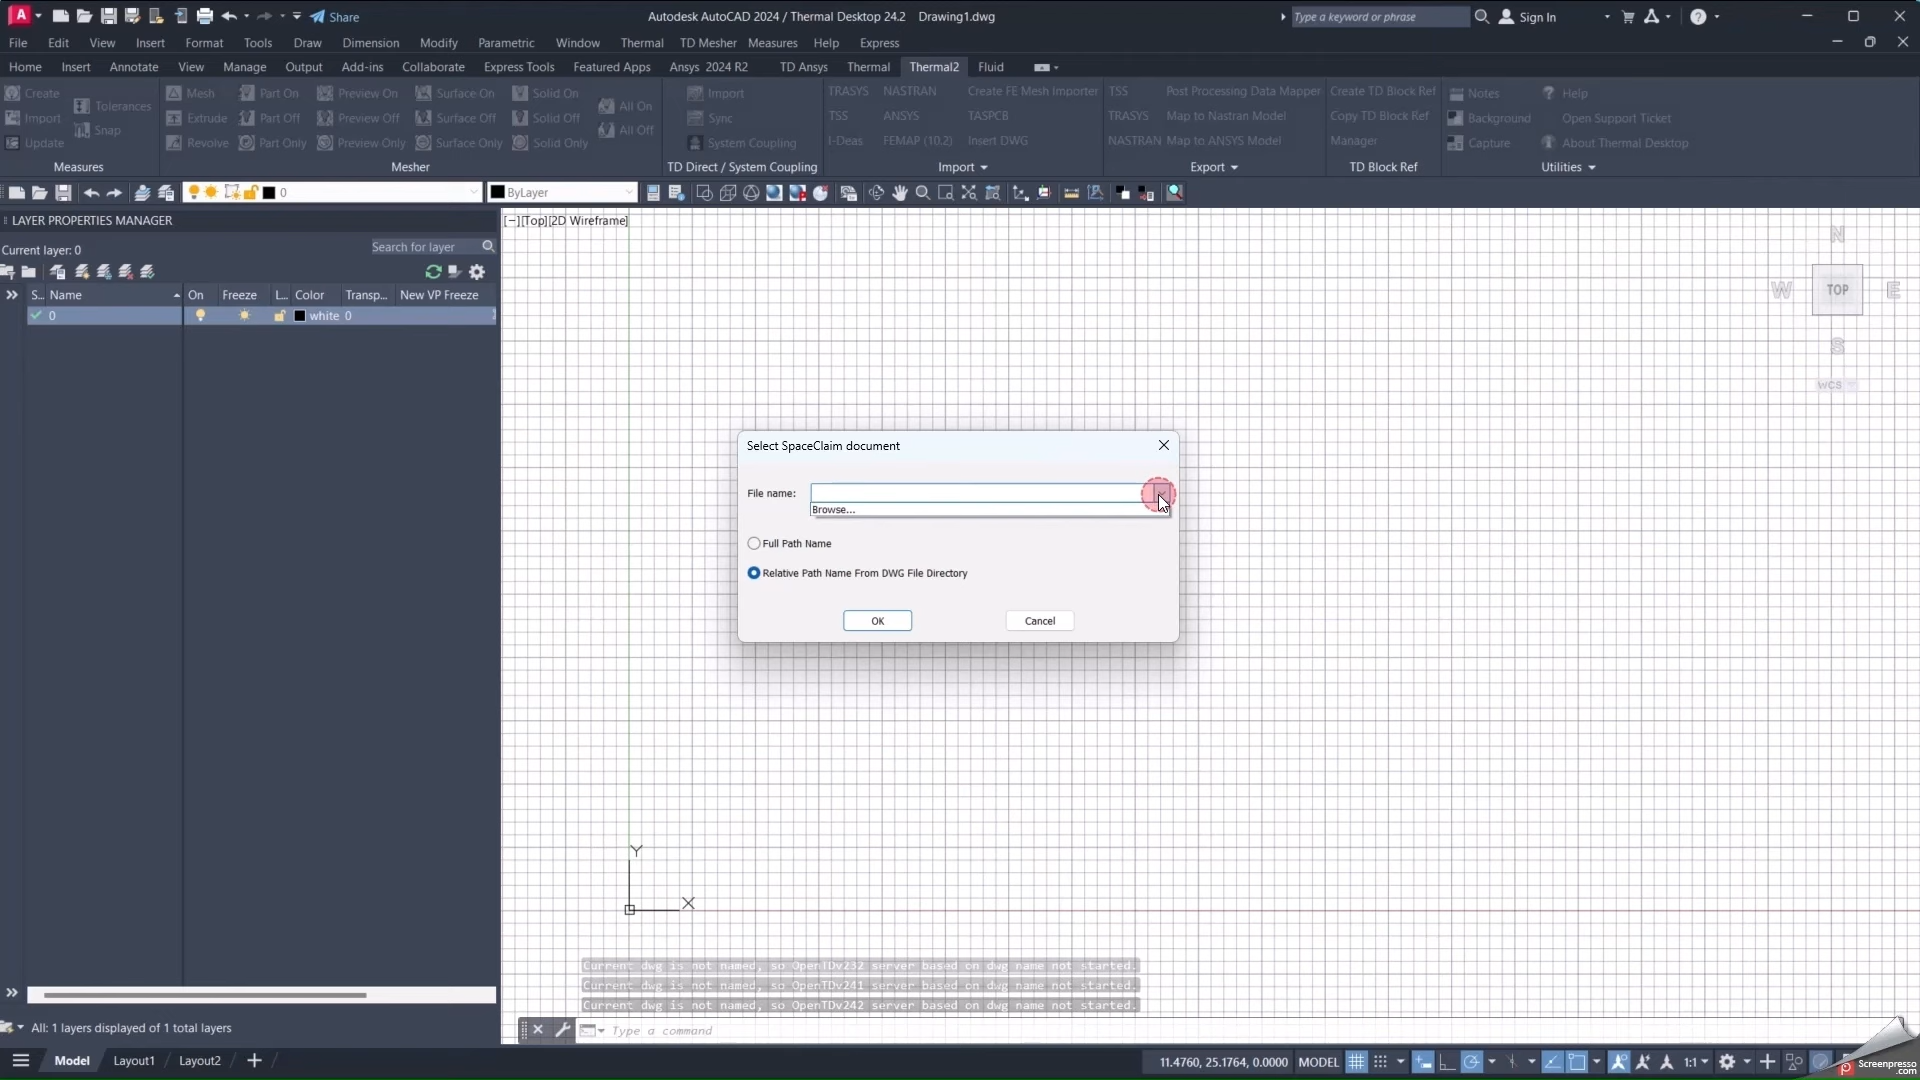 Share
Autodesk AutoCAD 2024 / Thermal Desktop 24.2 Drawing1.dwg
Type a keyword or phrase
Sign In
File Edit View Insert Format Tools Draw Dimension Modify Parametric Window Thermal TD Mesher Measures Help Express
Home Insert Annotate View Manage Output Add-ins Collaborate Express Tools Featured Apps Ansys 2024 R2 TD Ansys Thermal Thermal2 Fluid
Create Tolerances Mesh Part On Preview On Surface On Solid On All On Import TRASYS NASTRAN Create FE Mesh Importer TSS Post Processing Data Mapper Create TD Block Ref Notes Help
Import Snap Extrude Part Off Preview Off Surface Off Solid Off All Off Sync TSS ANSYS TASPCB TRASYS Map to Nastran Model Copy TD Block Ref Background Open Support Ticket
Update Revolve Part Only Preview Only Surface Only Solid Only System Coupling I-Deas FEMAP (10.2) Insert DWG NASTRAN Map to ANSYS Model Manager Capture About Thermal Desktop
Measures Mesher TD Direct / System Coupling Import Export TD Block Ref Utilities
0 ByLayer
LAYER PROPERTIES MANAGER
[−][Top][2D Wireframe]
Current layer: 0
Search for layer
S.. Name On Freeze L... Color Transp... New VP Freeze
0 white 0
N
W TOP E
S
WCS
Select SpaceClaim document
File name:
Browse...
Full Path Name
Relative Path Name From DWG File Directory
OK Cancel
Y
X
Current dwg is not named, so OpenTDv232 server based on dwg name not started.
Current dwg is not named, so OpenTDv241 server based on dwg name not started.
Current dwg is not named, so OpenTDv242 server based on dwg name not started.
Type a command
All: 1 layers displayed of 1 total layers
Model Layout1 Layout2
11.4760, 25.1764, 0.0000 MODEL 1:1
Screenpresso
.com